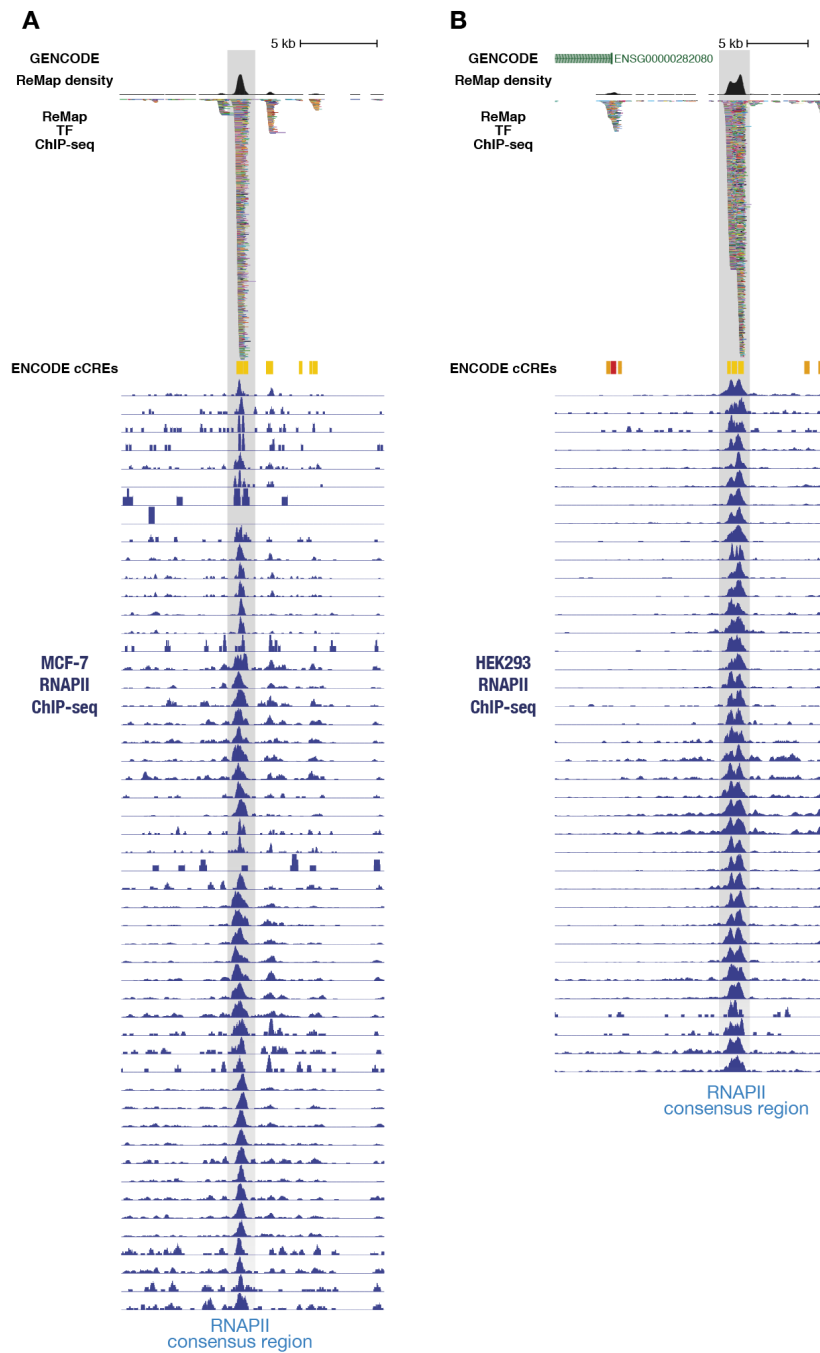 A
5 kb
GENCODE
ReMap density
ReMap
TF
ChIP-seq
ENCODE cCREs
MCF-7
RNAPII
ChIP-seq
RNAPII
consensus region
B
5 kb
GENCODE
ENSG00000282080
ReMap density
ReMap
TF
ChIP-seq
ENCODE cCREs
HEK293
RNAPII
ChIP-seq
RNAPII
consensus region